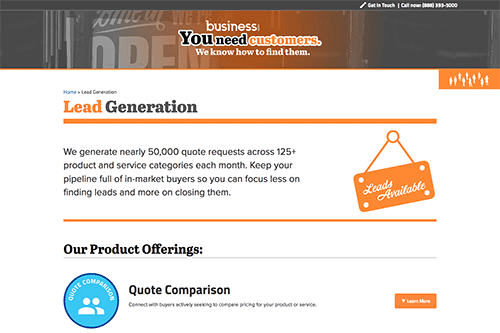 Get in Touch | Call now: (888) 393-5000
OPEN
business.com
You need customers.
We know how to find them.
Home » Lead Generation
Lead Generation
We generate nearly 50,000 quote requests across 125+
product and service categories each month. Keep your
pipeline full of in-market buyers so you can focus less on
finding leads and more on closing them.
Leads
Available
Our Product Offerings:
QUOTE COMPARISON
Quote Comparison
Connect with buyers actively seeking to compare pricing for your product or service.
Learn More